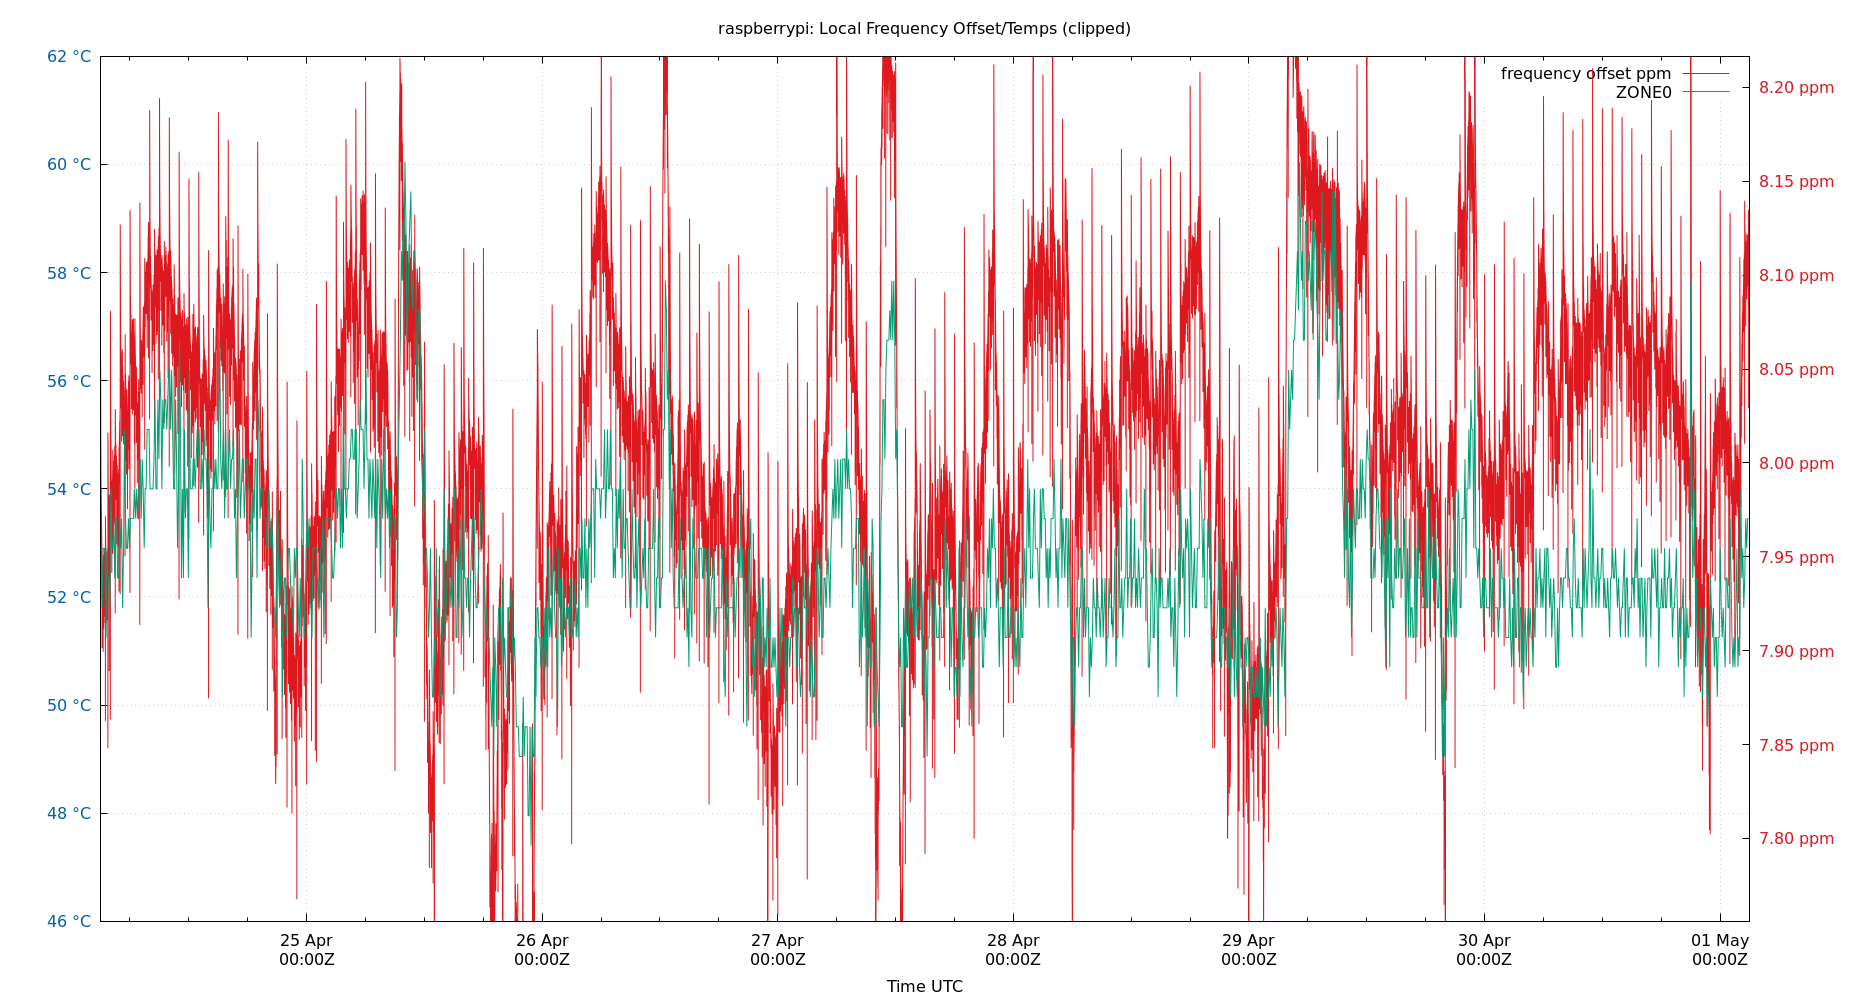 raspberrypi: Local Frequency Offset/Temps (clipped)
frequency offset ppm
ZONE0
62 °C
60 °C
58 °C
56 °C
54 °C
52 °C
50 °C
48 °C
46 °C
8.20 ppm
8.15 ppm
8.10 ppm
8.05 ppm
8.00 ppm
7.95 ppm
7.90 ppm
7.85 ppm
7.80 ppm
25 Apr 26 Apr 27 Apr 28 Apr 29 Apr 30 Apr 01 May
00:00Z 00:00Z 00:00Z 00:00Z 00:00Z 00:00Z 00:00Z
Time UTC